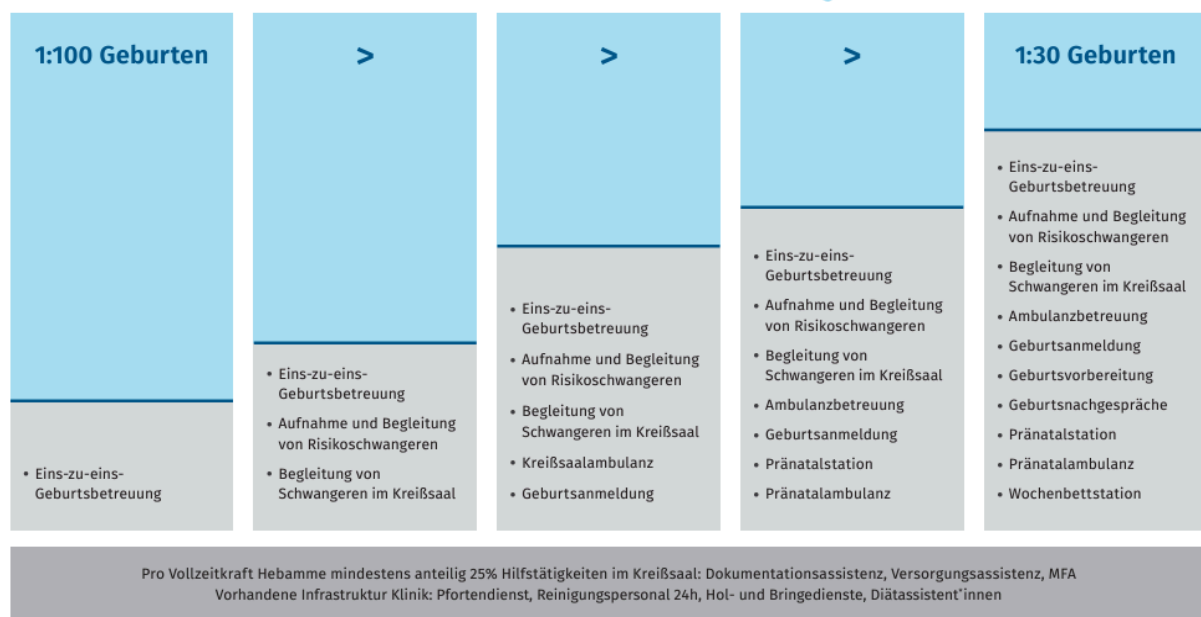 1:100 Geburten
• Eins-zu-eins-
Geburtsbetreuung
>
• Eins-zu-eins-
Geburtsbetreuung
• Aufnahme und Begleitung
von Risikoschwangeren
• Begleitung von
Schwangeren im Kreißsaal
>
• Eins-zu-eins-
Geburtsbetreuung
• Aufnahme und Begleitung
von Risikoschwangeren
• Begleitung von
Schwangeren im Kreißsaal
• Kreißsaalambulanz
• Geburtsanmeldung
>
• Eins-zu-eins-
Geburtsbetreuung
• Aufnahme und Begleitung
von Risikoschwangeren
• Begleitung von
Schwangeren im Kreißsaal
• Ambulanzbetreuung
• Geburtsanmeldung
• Pränatalstation
• Pränatalambulanz
1:30 Geburten
• Eins-zu-eins-
Geburtsbetreuung
• Aufnahme und Begleitung
von Risikoschwangeren
• Begleitung von
Schwangeren im Kreißsaal
• Ambulanzbetreuung
• Geburtsanmeldung
• Geburtsvorbereitung
• Geburtsnachgespräche
• Pränatalstation
• Pränatalambulanz
• Wochenbettstation
Pro Vollzeitkraft Hebamme mindestens anteilig 25% Hilfstätigkeiten im Kreißsaal: Dokumentationsassistenz, Versorgungsassistenz, MFA
Vorhandene Infrastruktur Klinik: Pfortendienst, Reinigungspersonal 24h, Hol- und Bringedienste, Diätassistent*innen